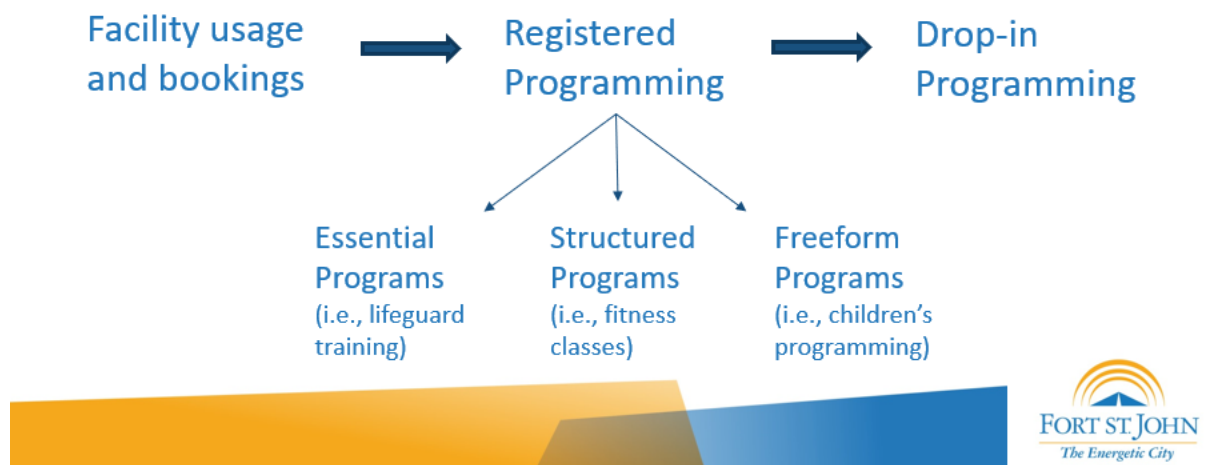 Facility usage
and bookings
Registered
Programming
Drop-in
Programming
Essential
Programs
(i.e., lifeguard
training)
Structured
Programs
(i.e., fitness
classes)
Freeform
Programs
(i.e., children's
programming)
FORT ST. JOHN
The Energetic City